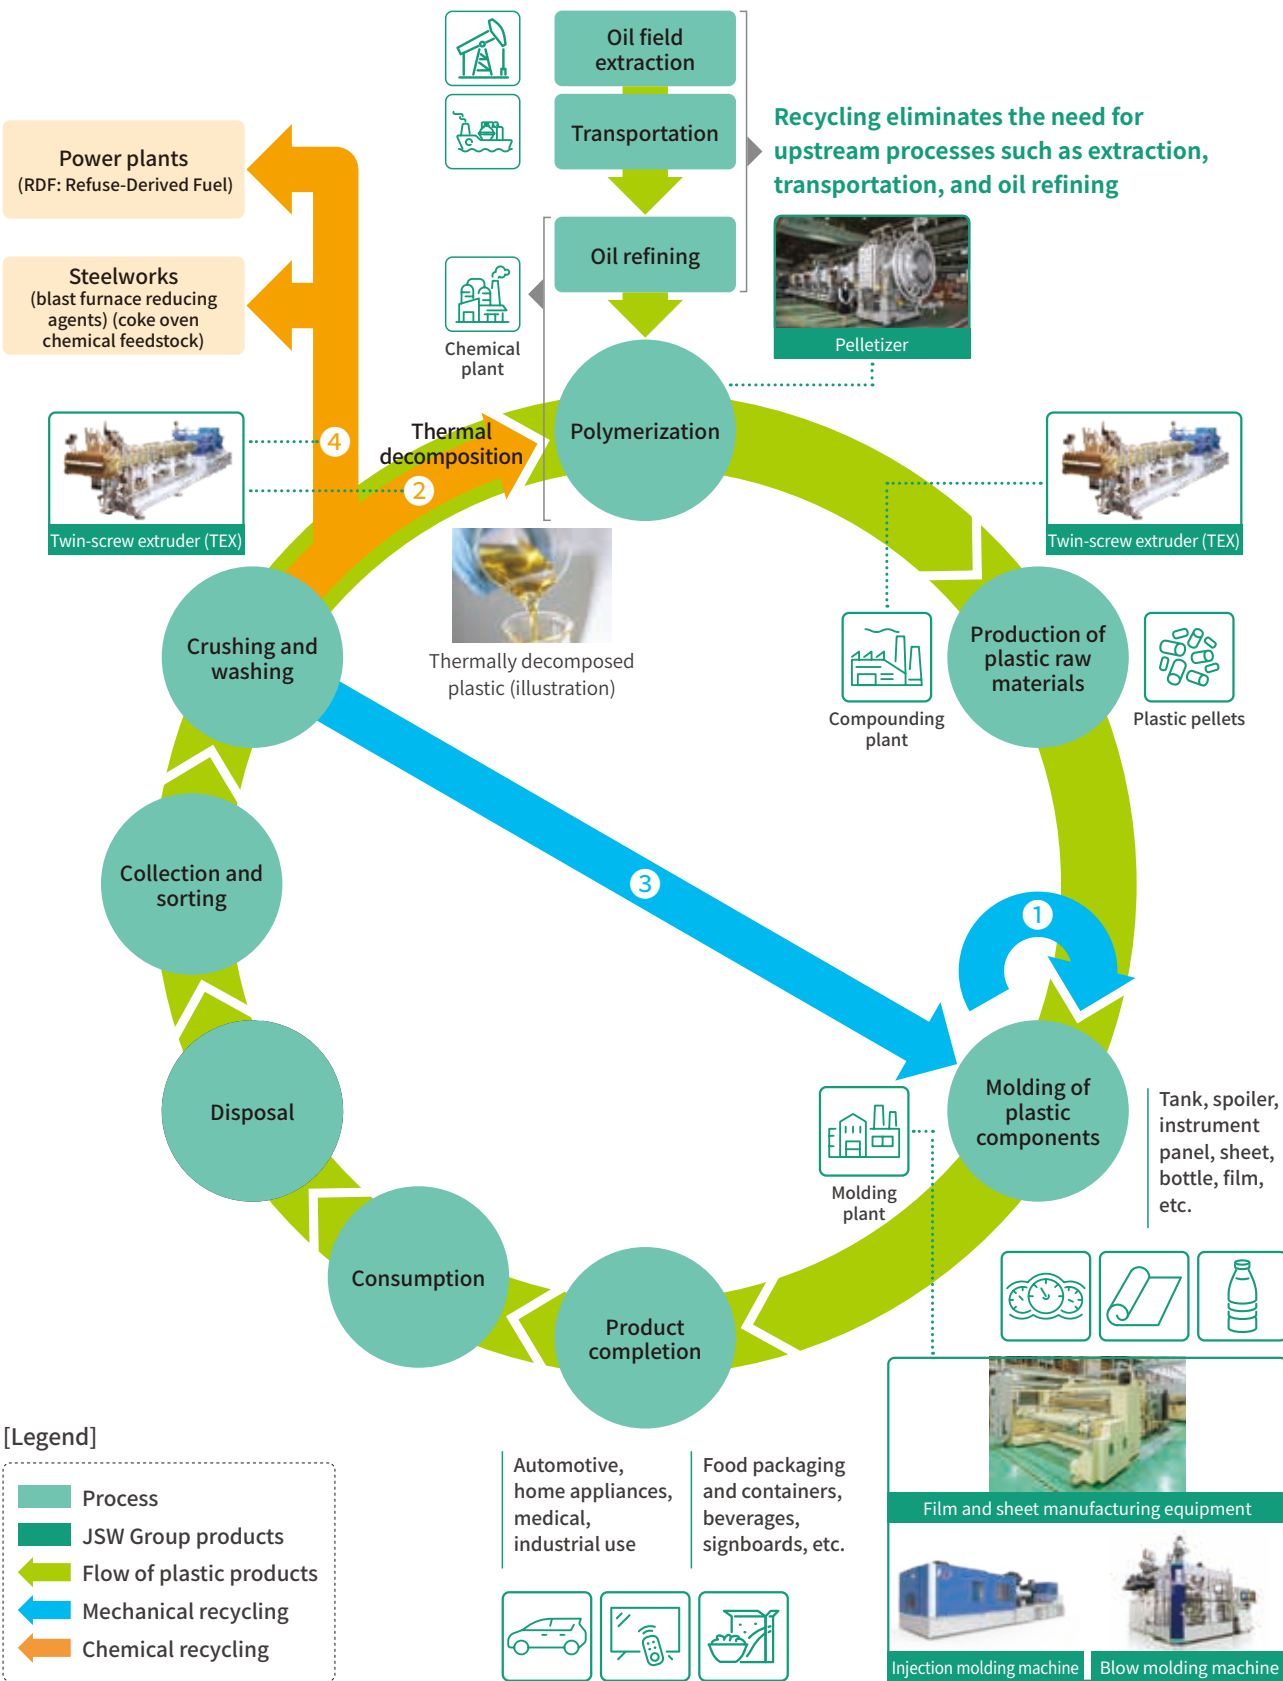 Oil field
extraction
Transportation
Recycling eliminates the need for
upstream processes such as extraction,
transportation, and oil refining
Power plants
(RDF: Refuse-Derived Fuel)
Oil refining
Steelworks
(blast furnace reducing
agents) (coke oven
chemical feedstock)
Chemical
plant
Pelletizer
Polymerization
Thermal
decomposition
4
2
Twin-screw extruder (TEX)
Twin-screw extruder (TEX)
Thermally decomposed
plastic (illustration)
Crushing and
washing
Production of
plastic raw
materials
Compounding
plant
Plastic pellets
Collection and
sorting
3
1
Disposal
Molding of
plastic
components
Tank, spoiler,
instrument
panel, sheet,
bottle, film,
etc.
Molding
plant
Consumption
Product
completion
[Legend]
Process
JSW Group products
Flow of plastic products
Mechanical recycling
Chemical recycling
Automotive,
home appliances,
medical,
industrial use
Food packaging
and containers,
beverages,
signboards, etc.
Film and sheet manufacturing equipment
Injection molding machine
Blow molding machine